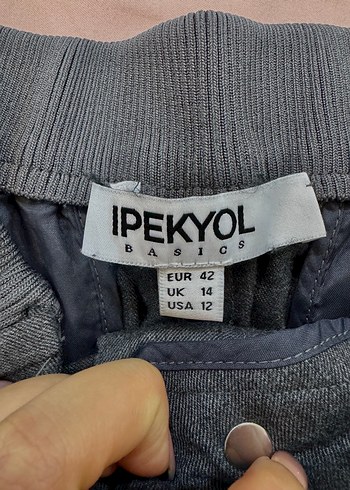 IPEKYOL
BASICS
EUR 42
UK 14
USA 12